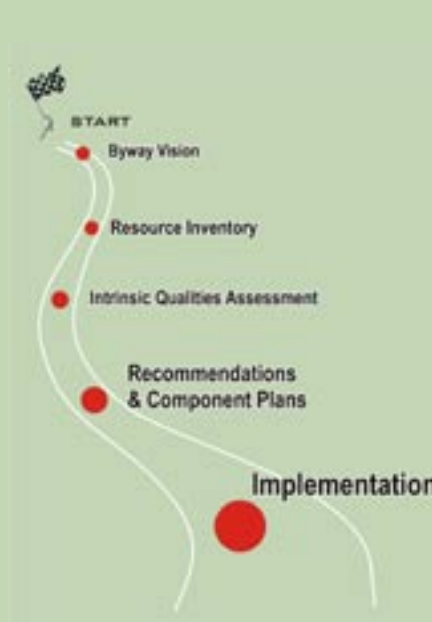 START
Byway Vision
Resource Inventory
Intrinsic Qualities Assessment
Recommendations
& Component Plans
Implementation